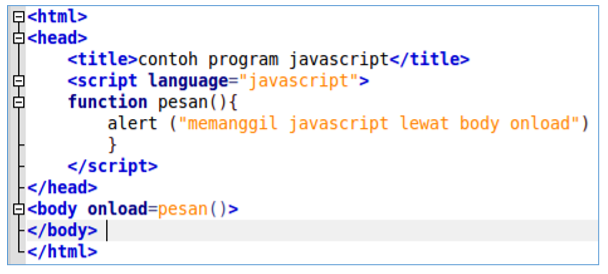 <html>
<head>
<title>contoh program javascript</title>
<script language="javascript">
function pesan(){
alert ("memanggil javascript lewat body onload")
}
</script>
</head>
<body onload=pesan()>
</body>
</html>